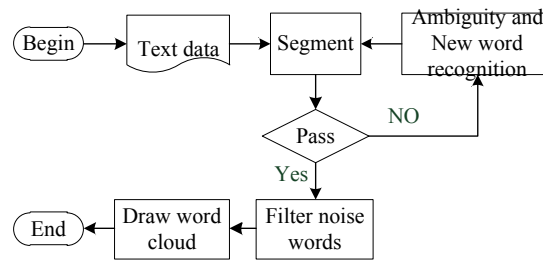 Begin
Text data
Segment
Ambiguity and
New word
recognition
Pass
NO
Yes
End
Draw word
cloud
Filter noise
words